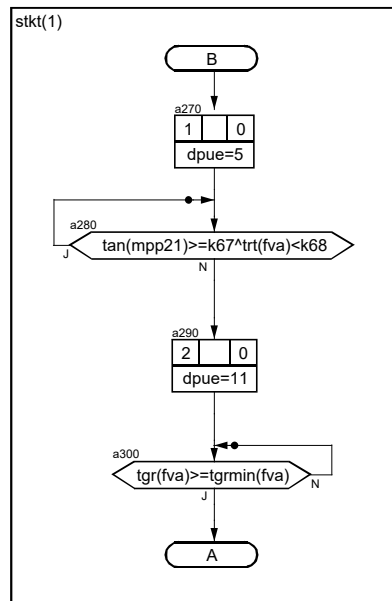 stkt(1)
B
a270
1 0
dpue=5
a280
tan(mpp21)>=k67^trt(fva)<k68
J
N
a290
2 0
dpue=11
a300
tgr(fva)>=tgrmin(fva)
N
J
A